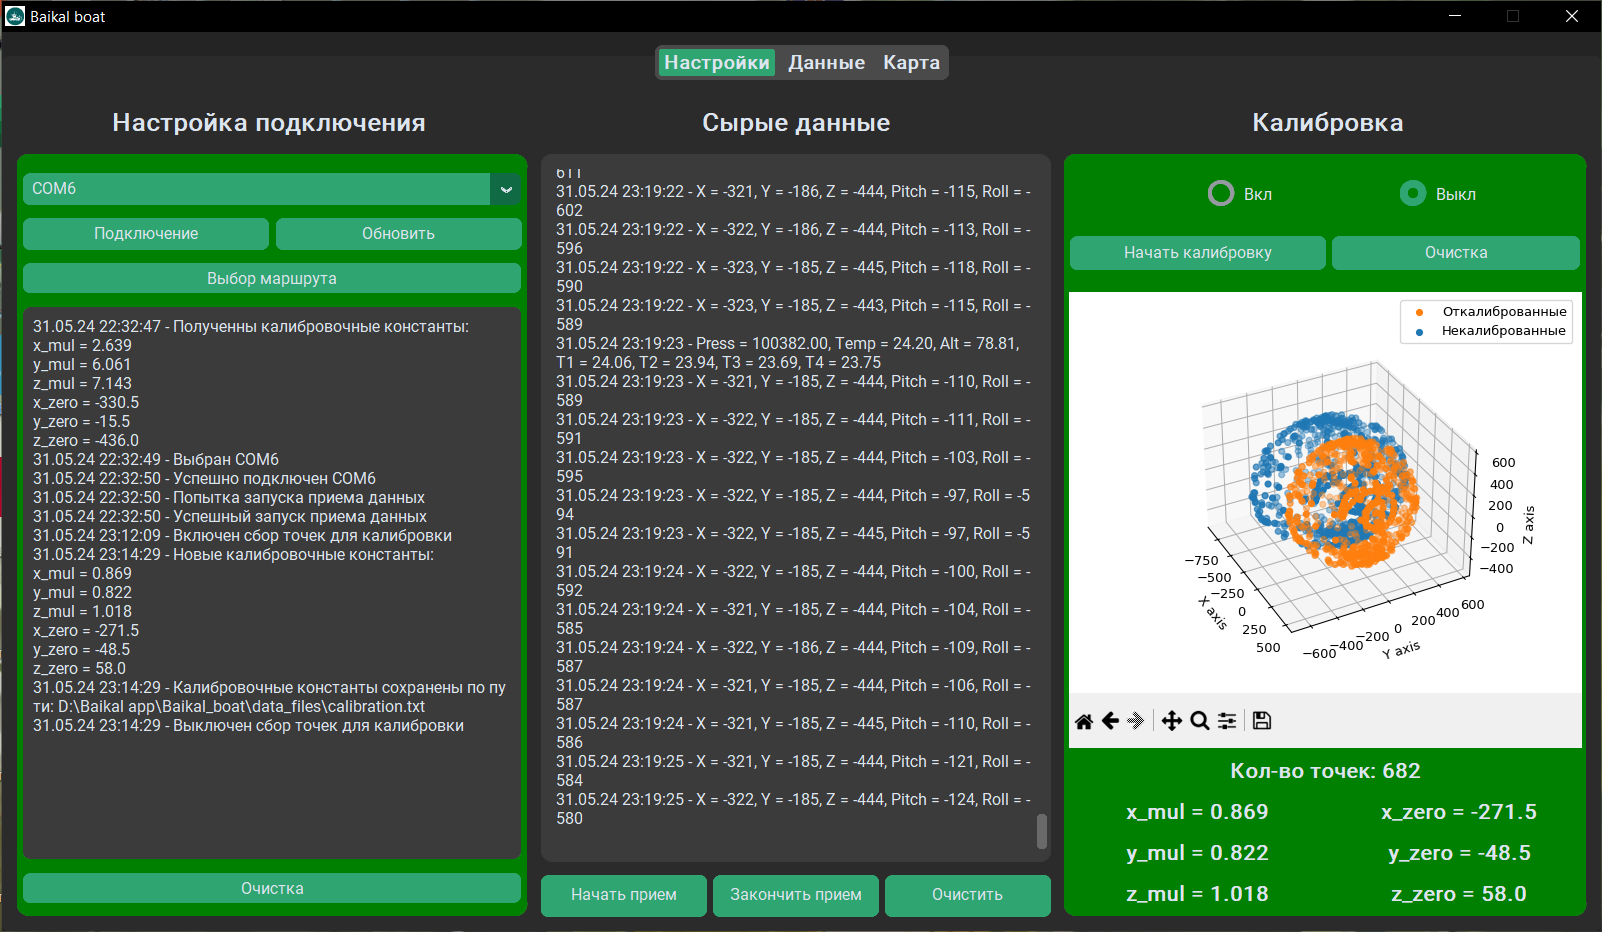 Baikal boat
Настройки Данные Карта
Настройка подключения
COM6
Подключение Обновить
Выбор маршрута
31.05.24 22:32:47 - Полученны калибровочные константы:
x_mul = 2.639
y_mul = 6.061
z_mul = 7.143
x_zero = -330.5
y_zero = -15.5
z_zero = -436.0
31.05.24 22:32:49 - Выбран COM6
31.05.24 22:32:50 - Успешно подключен COM6
31.05.24 22:32:50 - Попытка запуска приема данных
31.05.24 22:32:50 - Успешный запуск приема данных
31.05.24 23:12:09 - Включен сбор точек для калибровки
31.05.24 23:14:29 - Новые калибровочные константы:
x_mul = 0.869
y_mul = 0.822
z_mul = 1.018
x_zero = -271.5
y_zero = -48.5
z_zero = 58.0
31.05.24 23:14:29 - Калибровочные константы сохранены по пу
ти: D:\Baikal app\Baikal_boat\data_files\calibration.txt
31.05.24 23:14:29 - Выключен сбор точек для калибровки
Очистка
Сырые данные
611
31.05.24 23:19:22 - X = -321, Y = -186, Z = -444, Pitch = -115, Roll = -
602
31.05.24 23:19:22 - X = -322, Y = -186, Z = -444, Pitch = -113, Roll = -
596
31.05.24 23:19:22 - X = -323, Y = -185, Z = -445, Pitch = -118, Roll = -
590
31.05.24 23:19:22 - X = -323, Y = -185, Z = -443, Pitch = -115, Roll = -
589
31.05.24 23:19:23 - Press = 100382.00, Temp = 24.20, Alt = 78.81,
T1 = 24.06, T2 = 23.94, T3 = 23.69, T4 = 23.75
31.05.24 23:19:23 - X = -321, Y = -185, Z = -444, Pitch = -110, Roll = -
589
31.05.24 23:19:23 - X = -322, Y = -185, Z = -444, Pitch = -111, Roll = -
591
31.05.24 23:19:23 - X = -322, Y = -185, Z = -444, Pitch = -103, Roll = -
595
31.05.24 23:19:23 - X = -322, Y = -185, Z = -444, Pitch = -97, Roll = -5
94
31.05.24 23:19:23 - X = -322, Y = -185, Z = -445, Pitch = -97, Roll = -5
91
31.05.24 23:19:24 - X = -322, Y = -185, Z = -444, Pitch = -100, Roll = -
592
31.05.24 23:19:24 - X = -321, Y = -185, Z = -444, Pitch = -104, Roll = -
585
31.05.24 23:19:24 - X = -322, Y = -186, Z = -444, Pitch = -109, Roll = -
587
31.05.24 23:19:24 - X = -321, Y = -185, Z = -444, Pitch = -106, Roll = -
587
31.05.24 23:19:24 - X = -321, Y = -185, Z = -445, Pitch = -110, Roll = -
586
31.05.24 23:19:25 - X = -321, Y = -185, Z = -444, Pitch = -121, Roll = -
584
31.05.24 23:19:25 - X = -322, Y = -185, Z = -444, Pitch = -124, Roll = -
580
Начать прием Закончить прием Очистить
Калибровка
Вкл Выкл
Начать калибровку Очистка
Откалиброванные
Некалиброванные
600
400
200
0
−200
−400
Z axis
−750
−500
−250
0
250
500
X axis
−600
−400
−200
0
200
400
600
Y axis
Кол-во точек: 682
x_mul = 0.869 x_zero = -271.5
y_mul = 0.822 y_zero = -48.5
z_mul = 1.018 z_zero = 58.0